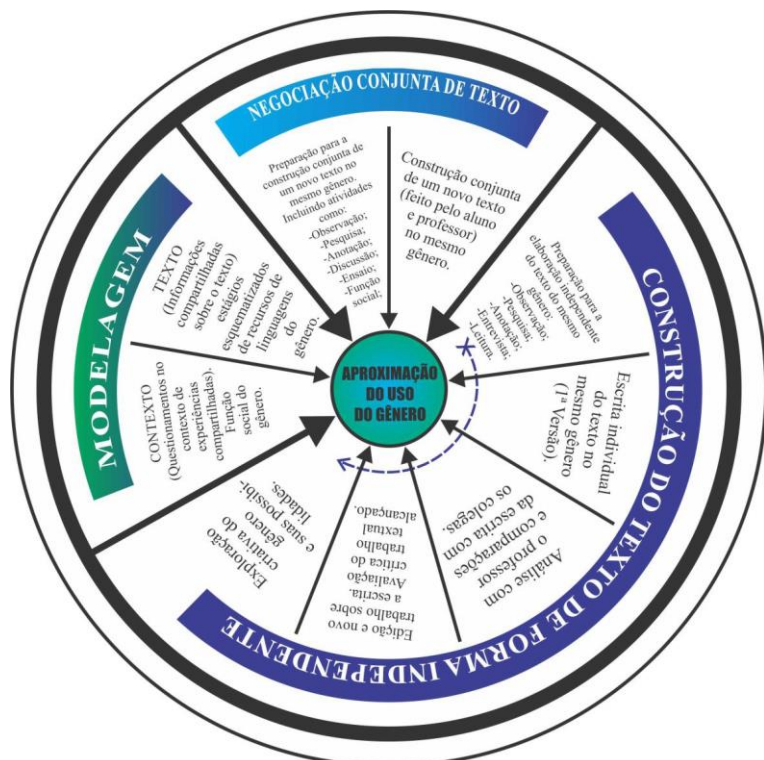 NEGOCIAÇÃO CONJUNTA DE TEXTO
Preparação para a
construção conjunta de
um novo texto no
mesmo gênero.
Incluindo atividades
como:
-Observação;
-Pesquisa;
-Anotação;
-Discussão;
-Ensaio;
-Função
social;
Construção conjunta
de um novo texto
(feito pelo aluno
e professor)
no mesmo
gênero.
CONSTRUÇÃO DO TEXTO DE FORMA INDEPENDENTE
Preparação para a
elaboração independente
do texto do mesmo
gênero:
-Observação;
-Pesquisa;
-Anotação;
-Entrevista;
-Leitura.
Escrita individual
do texto no
mesmo gênero
(1ª Versão).
Análise com
o professor
e comparações
da escrita com
os colegas.
Edição e novo
trabalho sobre
a escrita.
Avaliação
crítica do
trabalho
textual
alcançado.
Exploração
criativa do
gênero
e suas possibi-
lidades.
MODELAGEM
CONTEXTO
(Questionamentos no
contexto de
experiências
compartilhadas).
Função
social do
gênero.
TEXTO
(Informações
compartilhadas
sobre o texto)
estágios
esquematizados
de recursos de
linguagens
do
gênero.
APROXIMAÇÃO
DO USO
DO GÊNERO